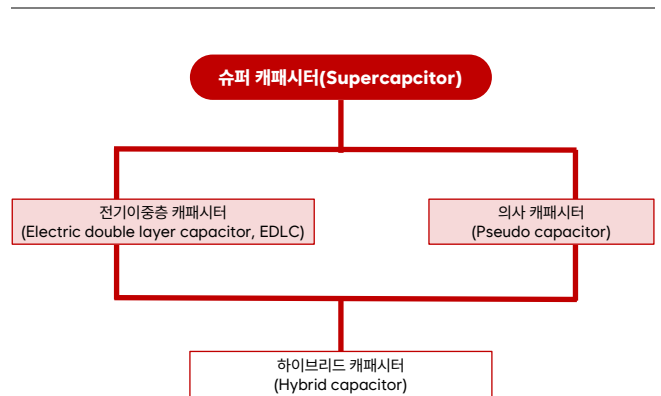 슈퍼 캐패시터(Supercapcitor)
전기이중층 캐패시터
(Electric double layer capacitor, EDLC)
의사 캐패시터
(Pseudo capacitor)
하이브리드 캐패시터
(Hybrid capacitor)